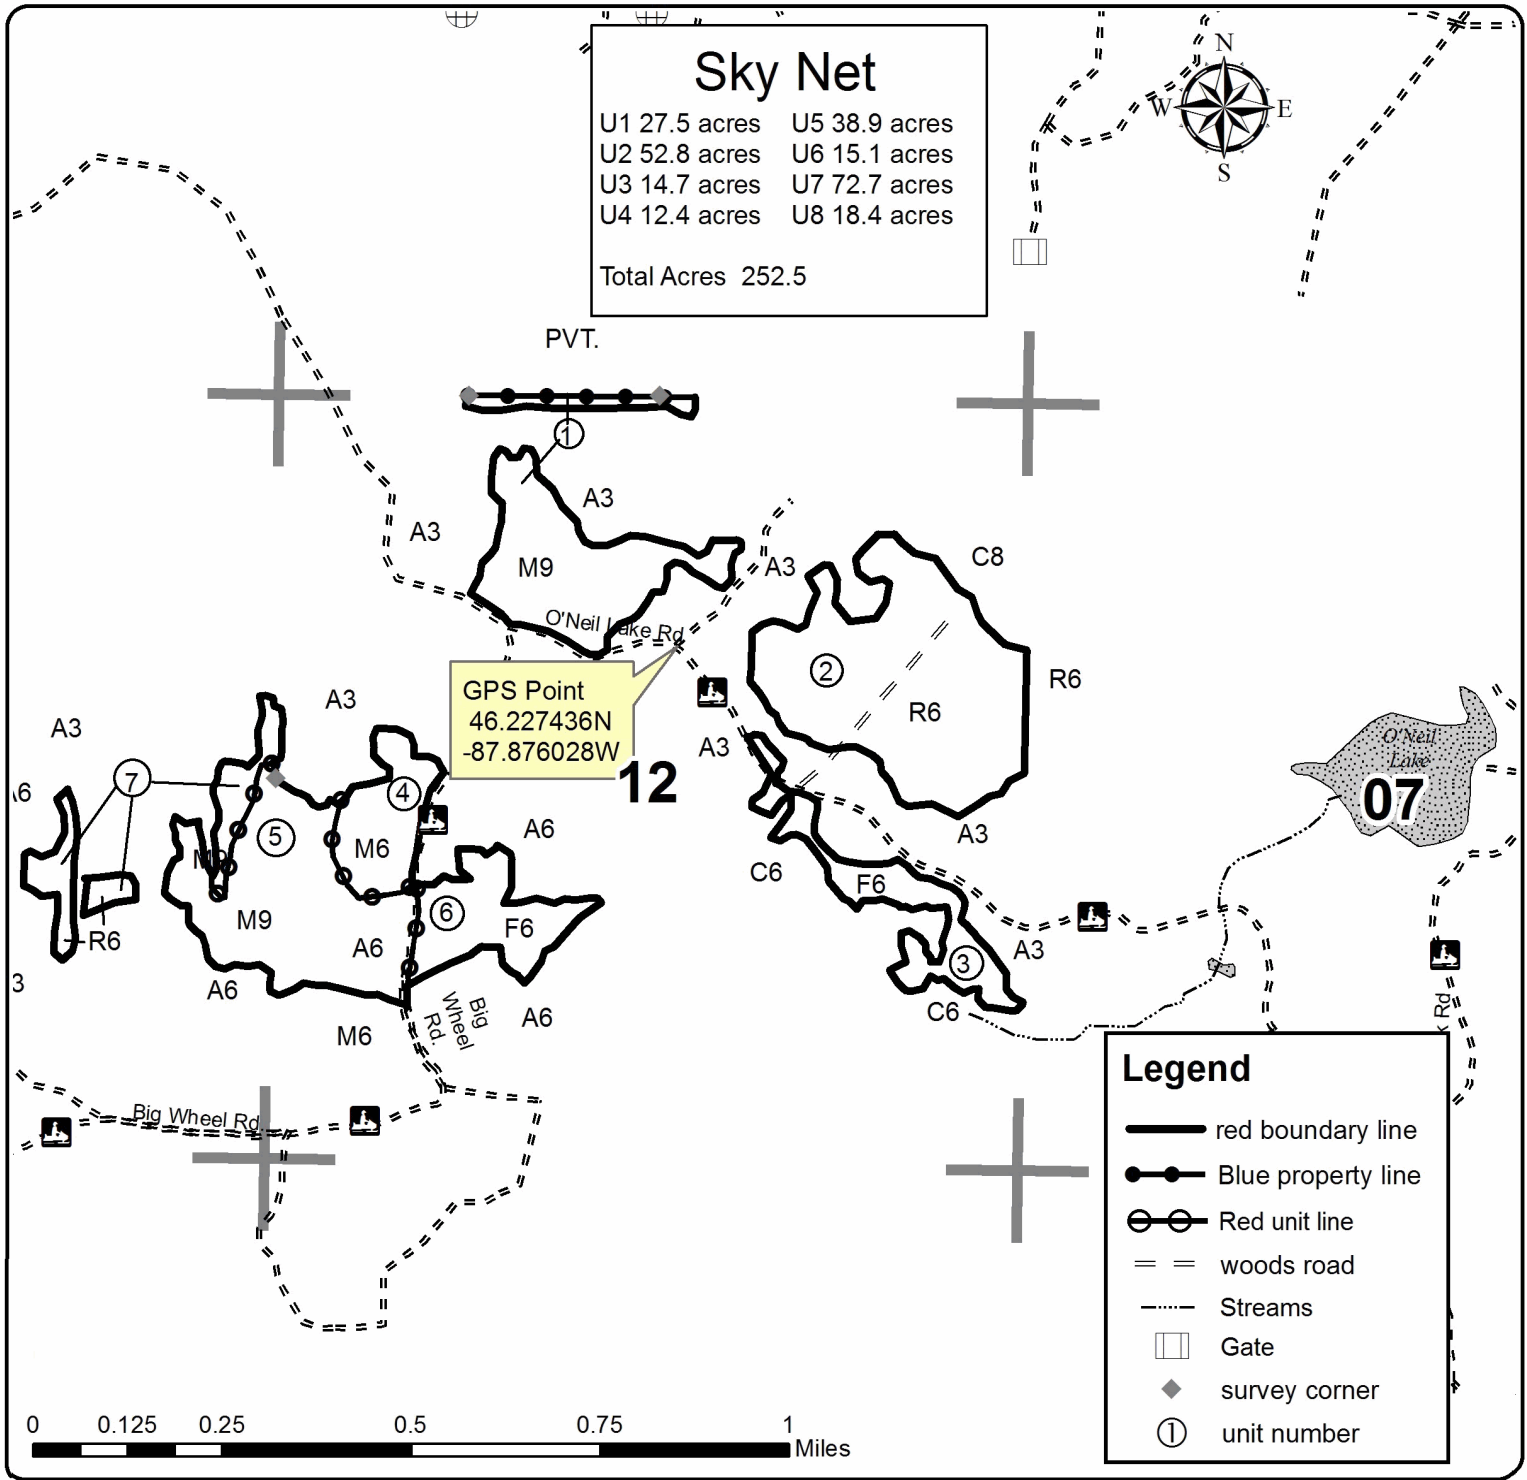 N
W
E
S
Sky Net
U1 27.5 acres U5 38.9 acres
U2 52.8 acres U6 15.1 acres
U3 14.7 acres U7 72.7 acres
U4 12.4 acres U8 18.4 acres
Total Acres 252.5
PVT.
1
A3
A3
M9
A3
C8
O'Neil Lake Rd
2
R6
R6
GPS Point
46.227436N
-87.876028W
12
A3
A3
A3
O'Neil
Lake
07
7
4
5
M6
A6
A3
M9
C6
F6
6
M9
F6
R6
A6
A3
3
A6
3
C6
A6
M6
Big
Wheel
Rd.
k Rd
Big Wheel Rd
Legend
red boundary line
Blue property line
Red unit line
woods road
Streams
Gate
survey corner
1 unit number
0 0.125 0.25 0.5 0.75 1
Miles